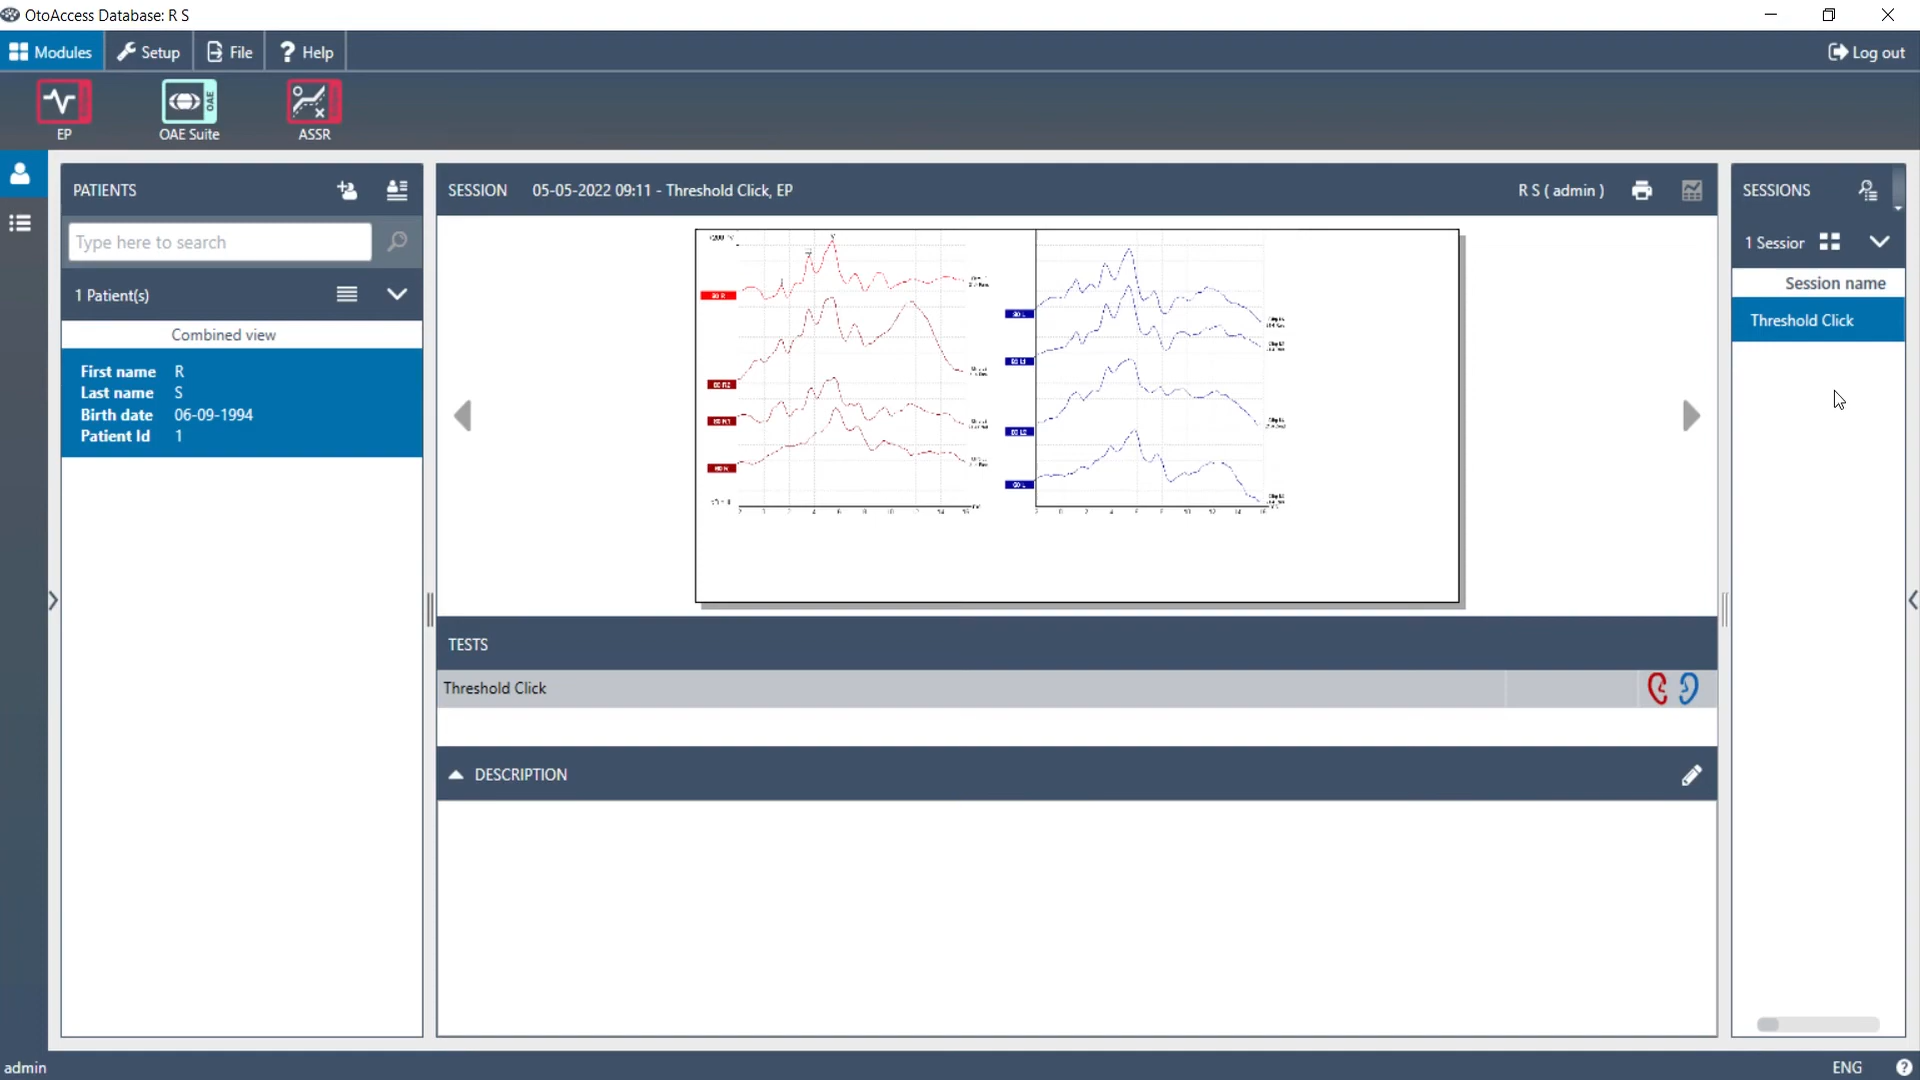 OtoAccess Database: R S
Modules
Setup
File
? Help
Log out
EP
OAE
OAE Suite
ASSR
PATIENTS
SESSION 05-05-2022 09:11 - Threshold Click, EP
R S ( admin )
SESSIONS
Type here to search
1 Session
1 Patient(s)
Session name
Combined view
Threshold Click
First name R
Last name S
Birth date 06-09-1994
Patient Id 1
TESTS
Threshold Click
DESCRIPTION
admin
ENG